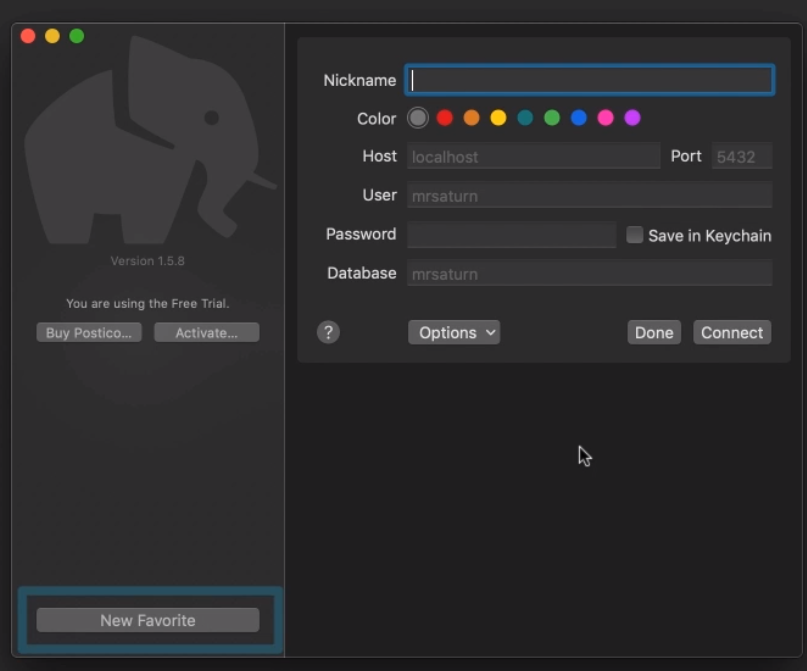 Version 1.5.8
You are using the Free Trial.
Buy Postico... Activate...
New Favorite
Nickname
Color
Host localhost Port 5432
User mrsaturn
Password Save in Keychain
Database mrsaturn
? Options Done Connect